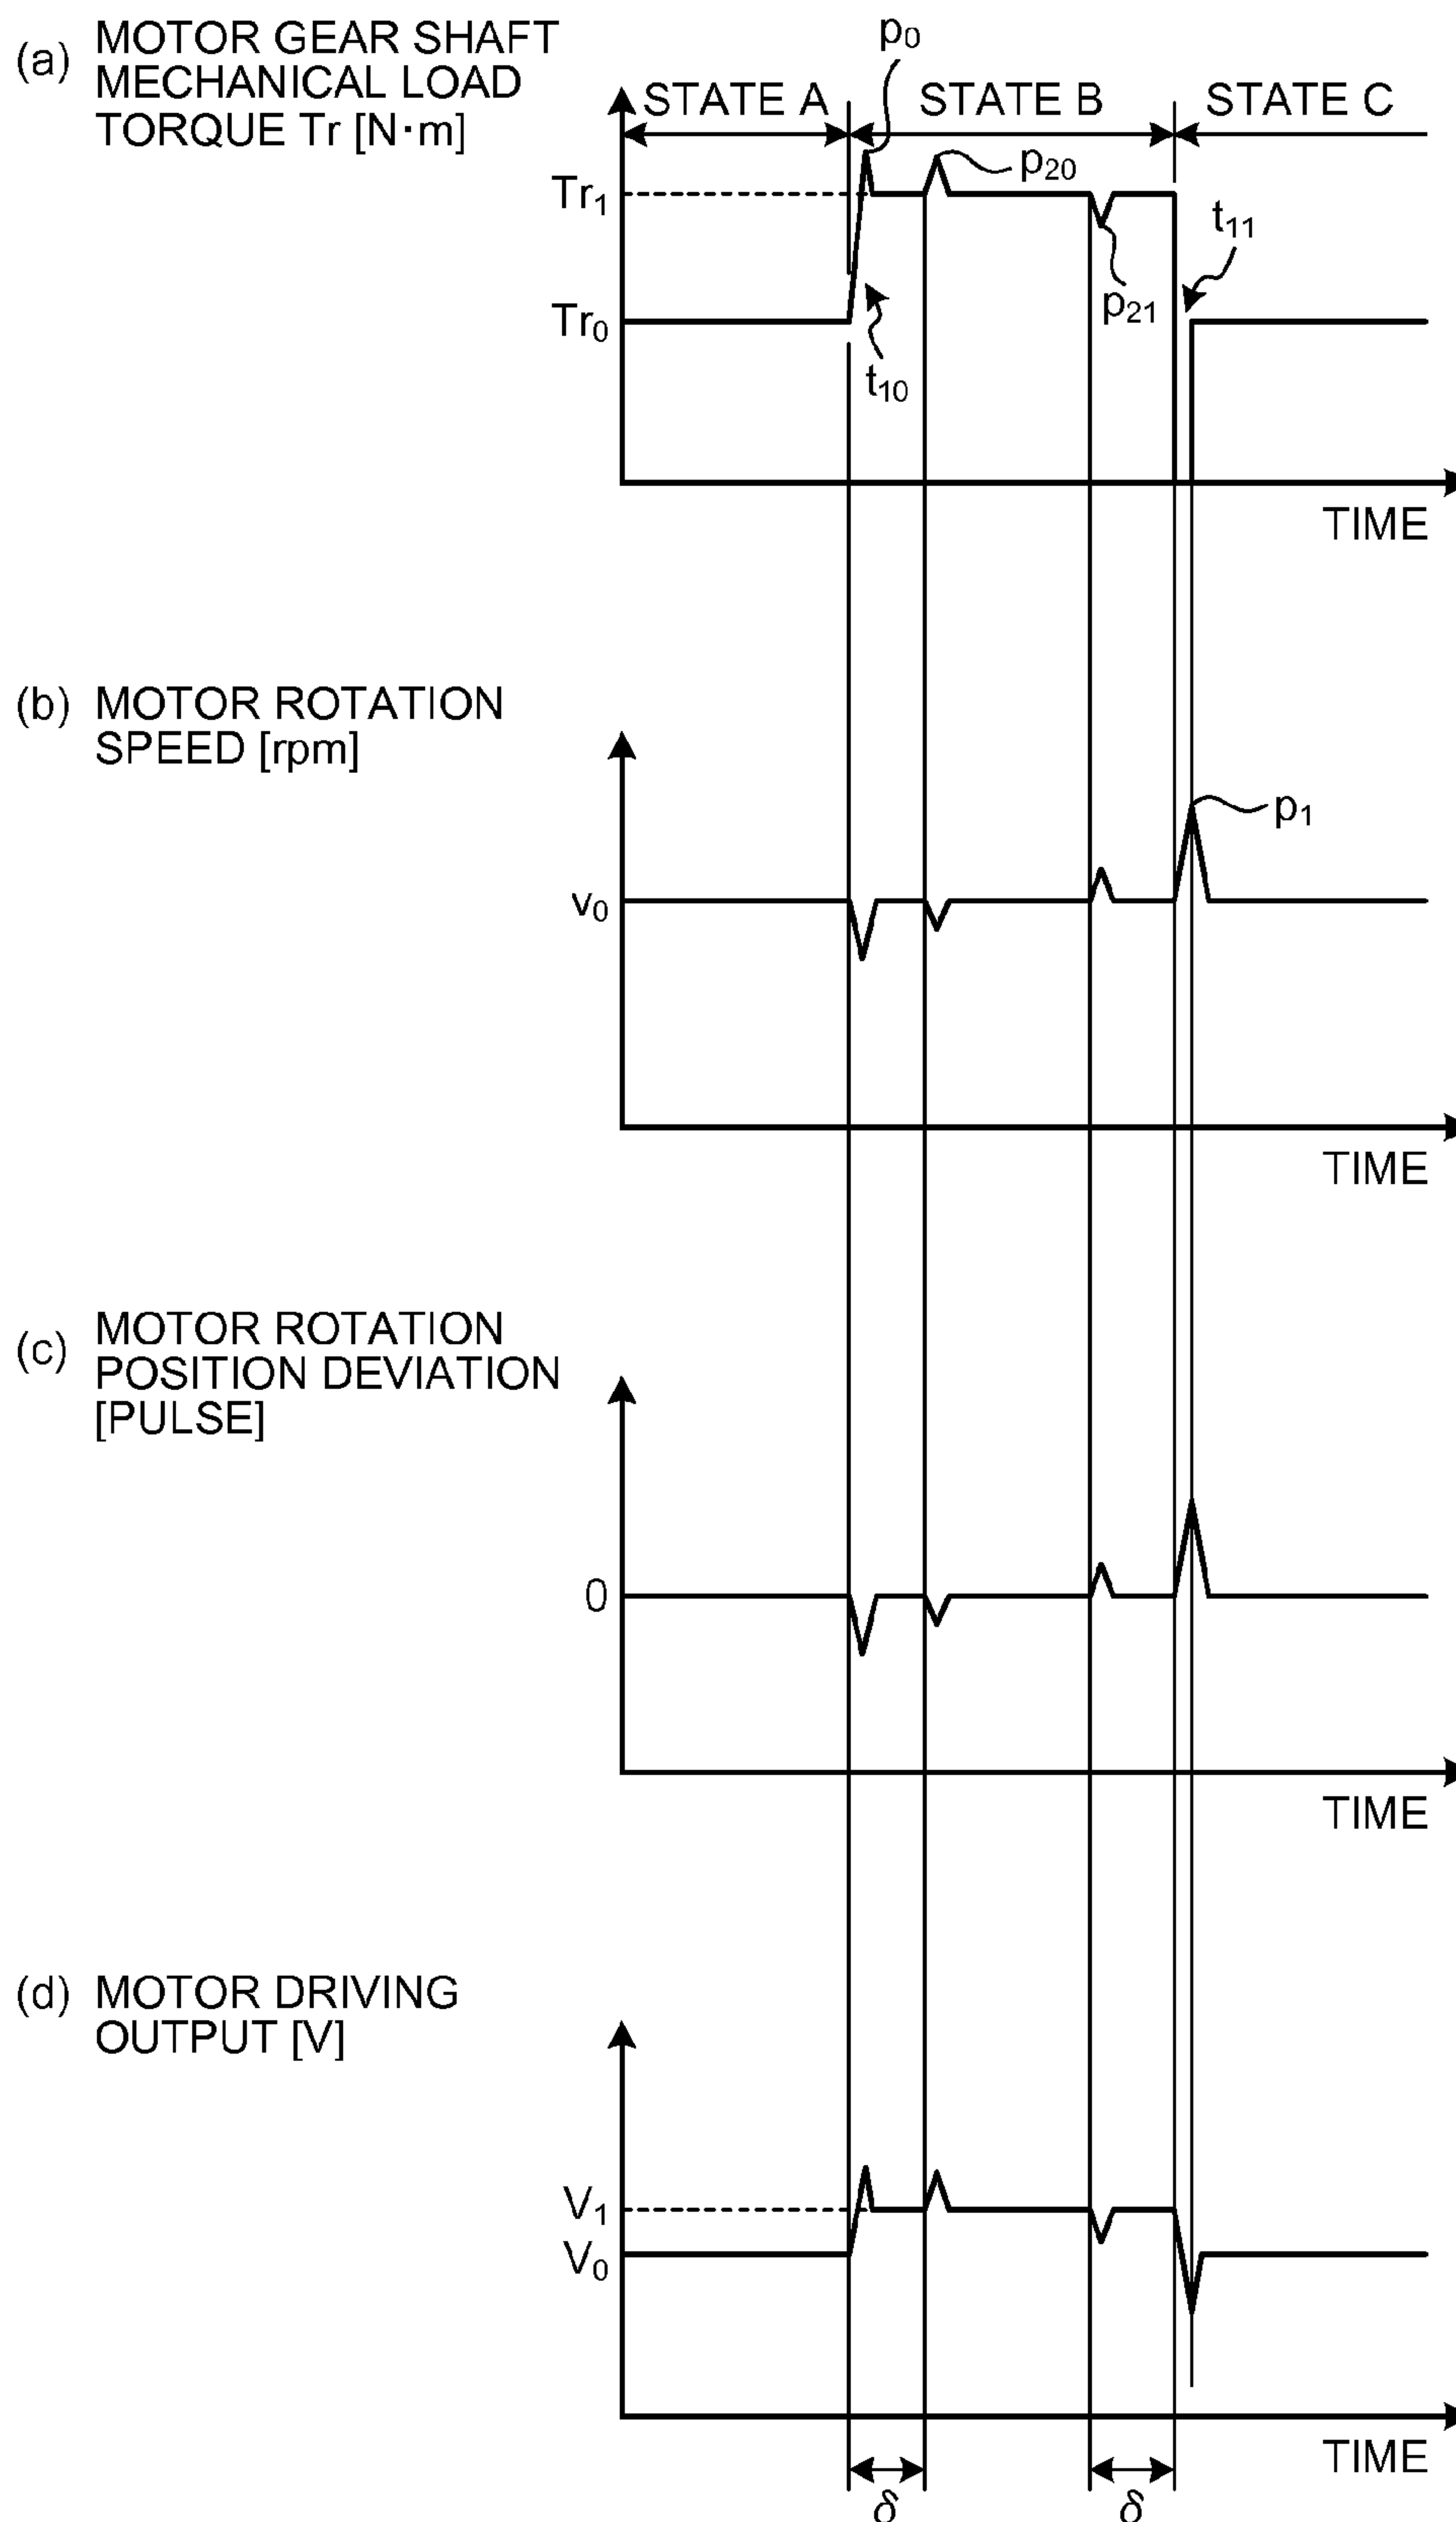 (a) MOTOR GEAR SHAFT
MECHANICAL LOAD
TORQUE Tr [N·m]
p₀
STATE A
STATE B
STATE C
p₂₀
Tr₁
t₁₁
p₂₁
Tr₀
t₁₀
TIME
(b) MOTOR ROTATION
SPEED [rpm]
p₁
v₀
TIME
(c) MOTOR ROTATION
POSITION DEVIATION
[PULSE]
0
TIME
(d) MOTOR DRIVING
OUTPUT [V]
V₁
V₀
TIME
δ
δ